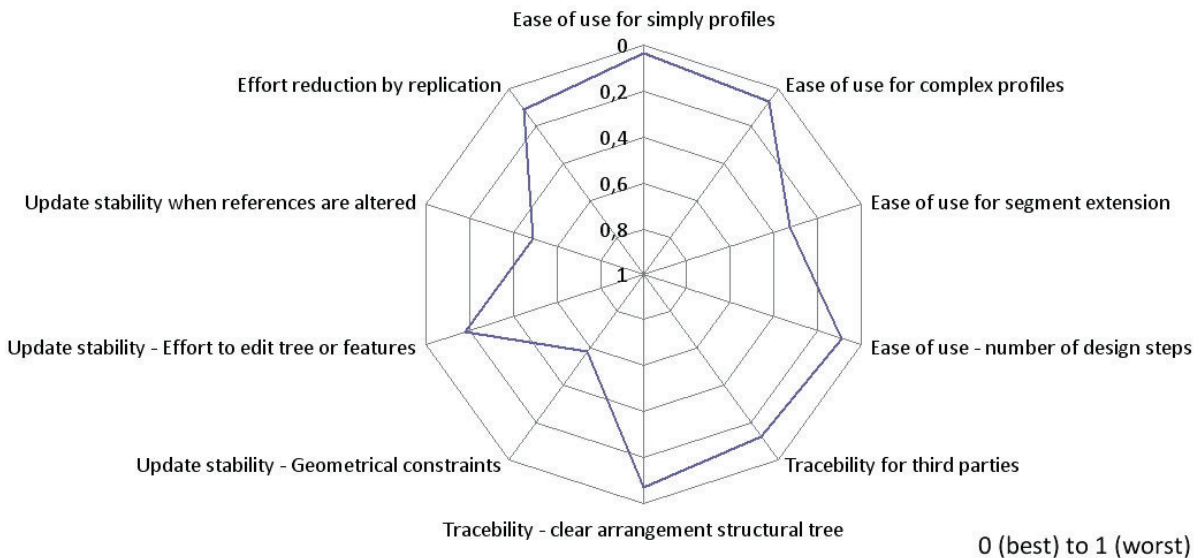 Ease of use for simply profiles
0
Effort reduction by replication
Ease of use for complex profiles
0,2
0,4
Update stability when references are altered
Ease of use for segment extension
0,6
0,8
1
Update stability - Effort to edit tree or features
Ease of use - number of design steps
Update stability - Geometrical constraints
Tracebility for third parties
Tracebility - clear arrangement structural tree
0 (best) to 1 (worst)